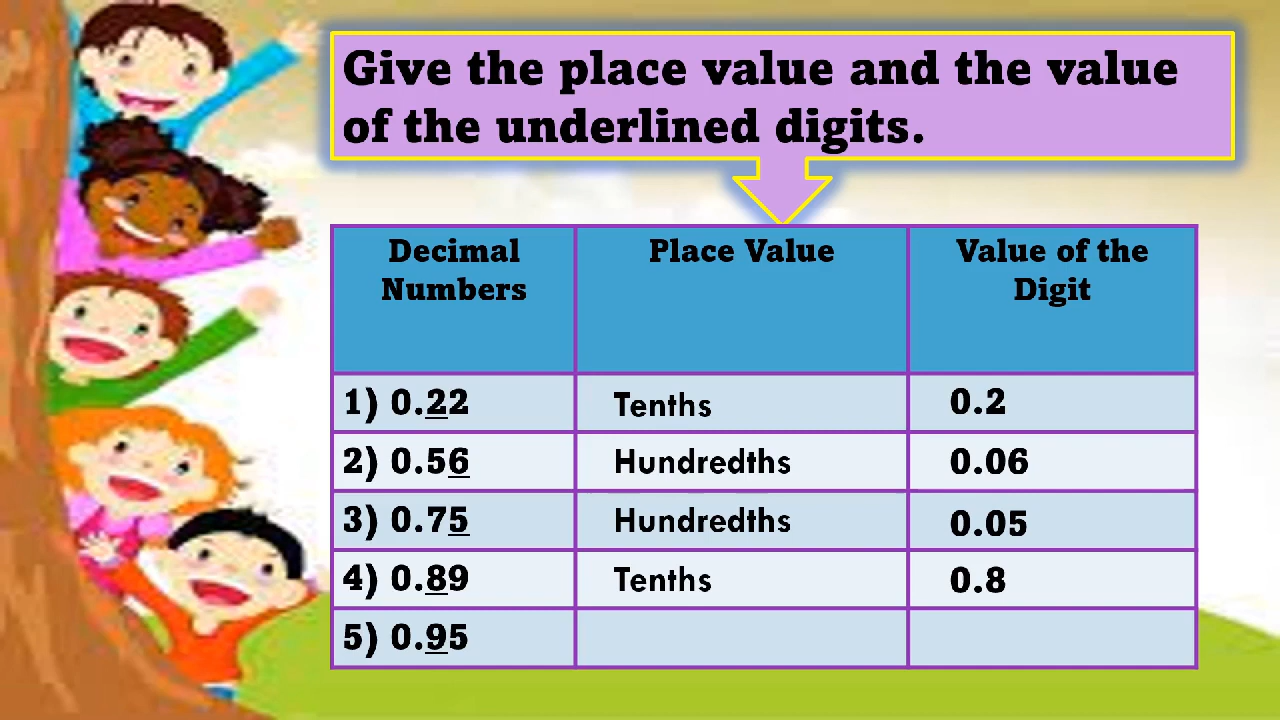 Give the place value and the value
of the underlined digits.
Decimal Numbers | Place Value | Value of the Digit
1) 0.22 | Tenths | 0.2
2) 0.56 | Hundredths | 0.06
3) 0.75 | Hundredths | 0.05
4) 0.89 | Tenths | 0.8
5) 0.95